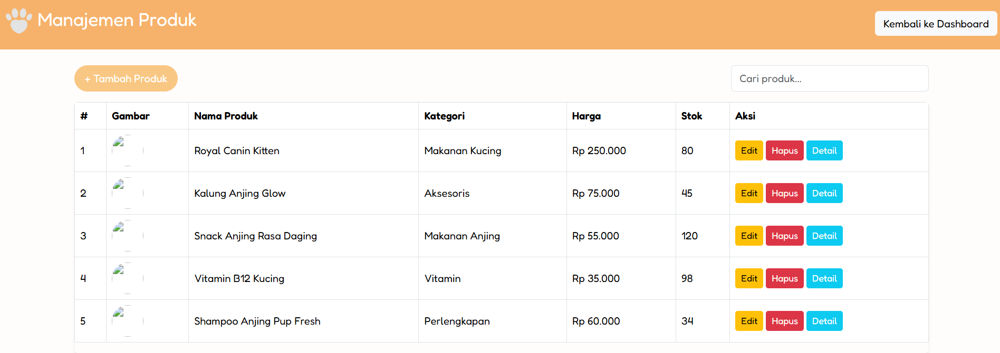 Manajemen Produk
Kembali ke Dashboard
+ Tambah Produk
Cari produk...
# Gambar Nama Produk Kategori Harga Stok Aksi
1 Royal Canin Kitten Makanan Kucing Rp 250.000 80 Edit Hapus Detail
2 Kalung Anjing Glow Aksesoris Rp 75.000 45 Edit Hapus Detail
3 Snack Anjing Rasa Daging Makanan Anjing Rp 55.000 120 Edit Hapus Detail
4 Vitamin B12 Kucing Vitamin Rp 35.000 98 Edit Hapus Detail
5 Shampoo Anjing Pup Fresh Perlengkapan Rp 60.000 34 Edit Hapus Detail